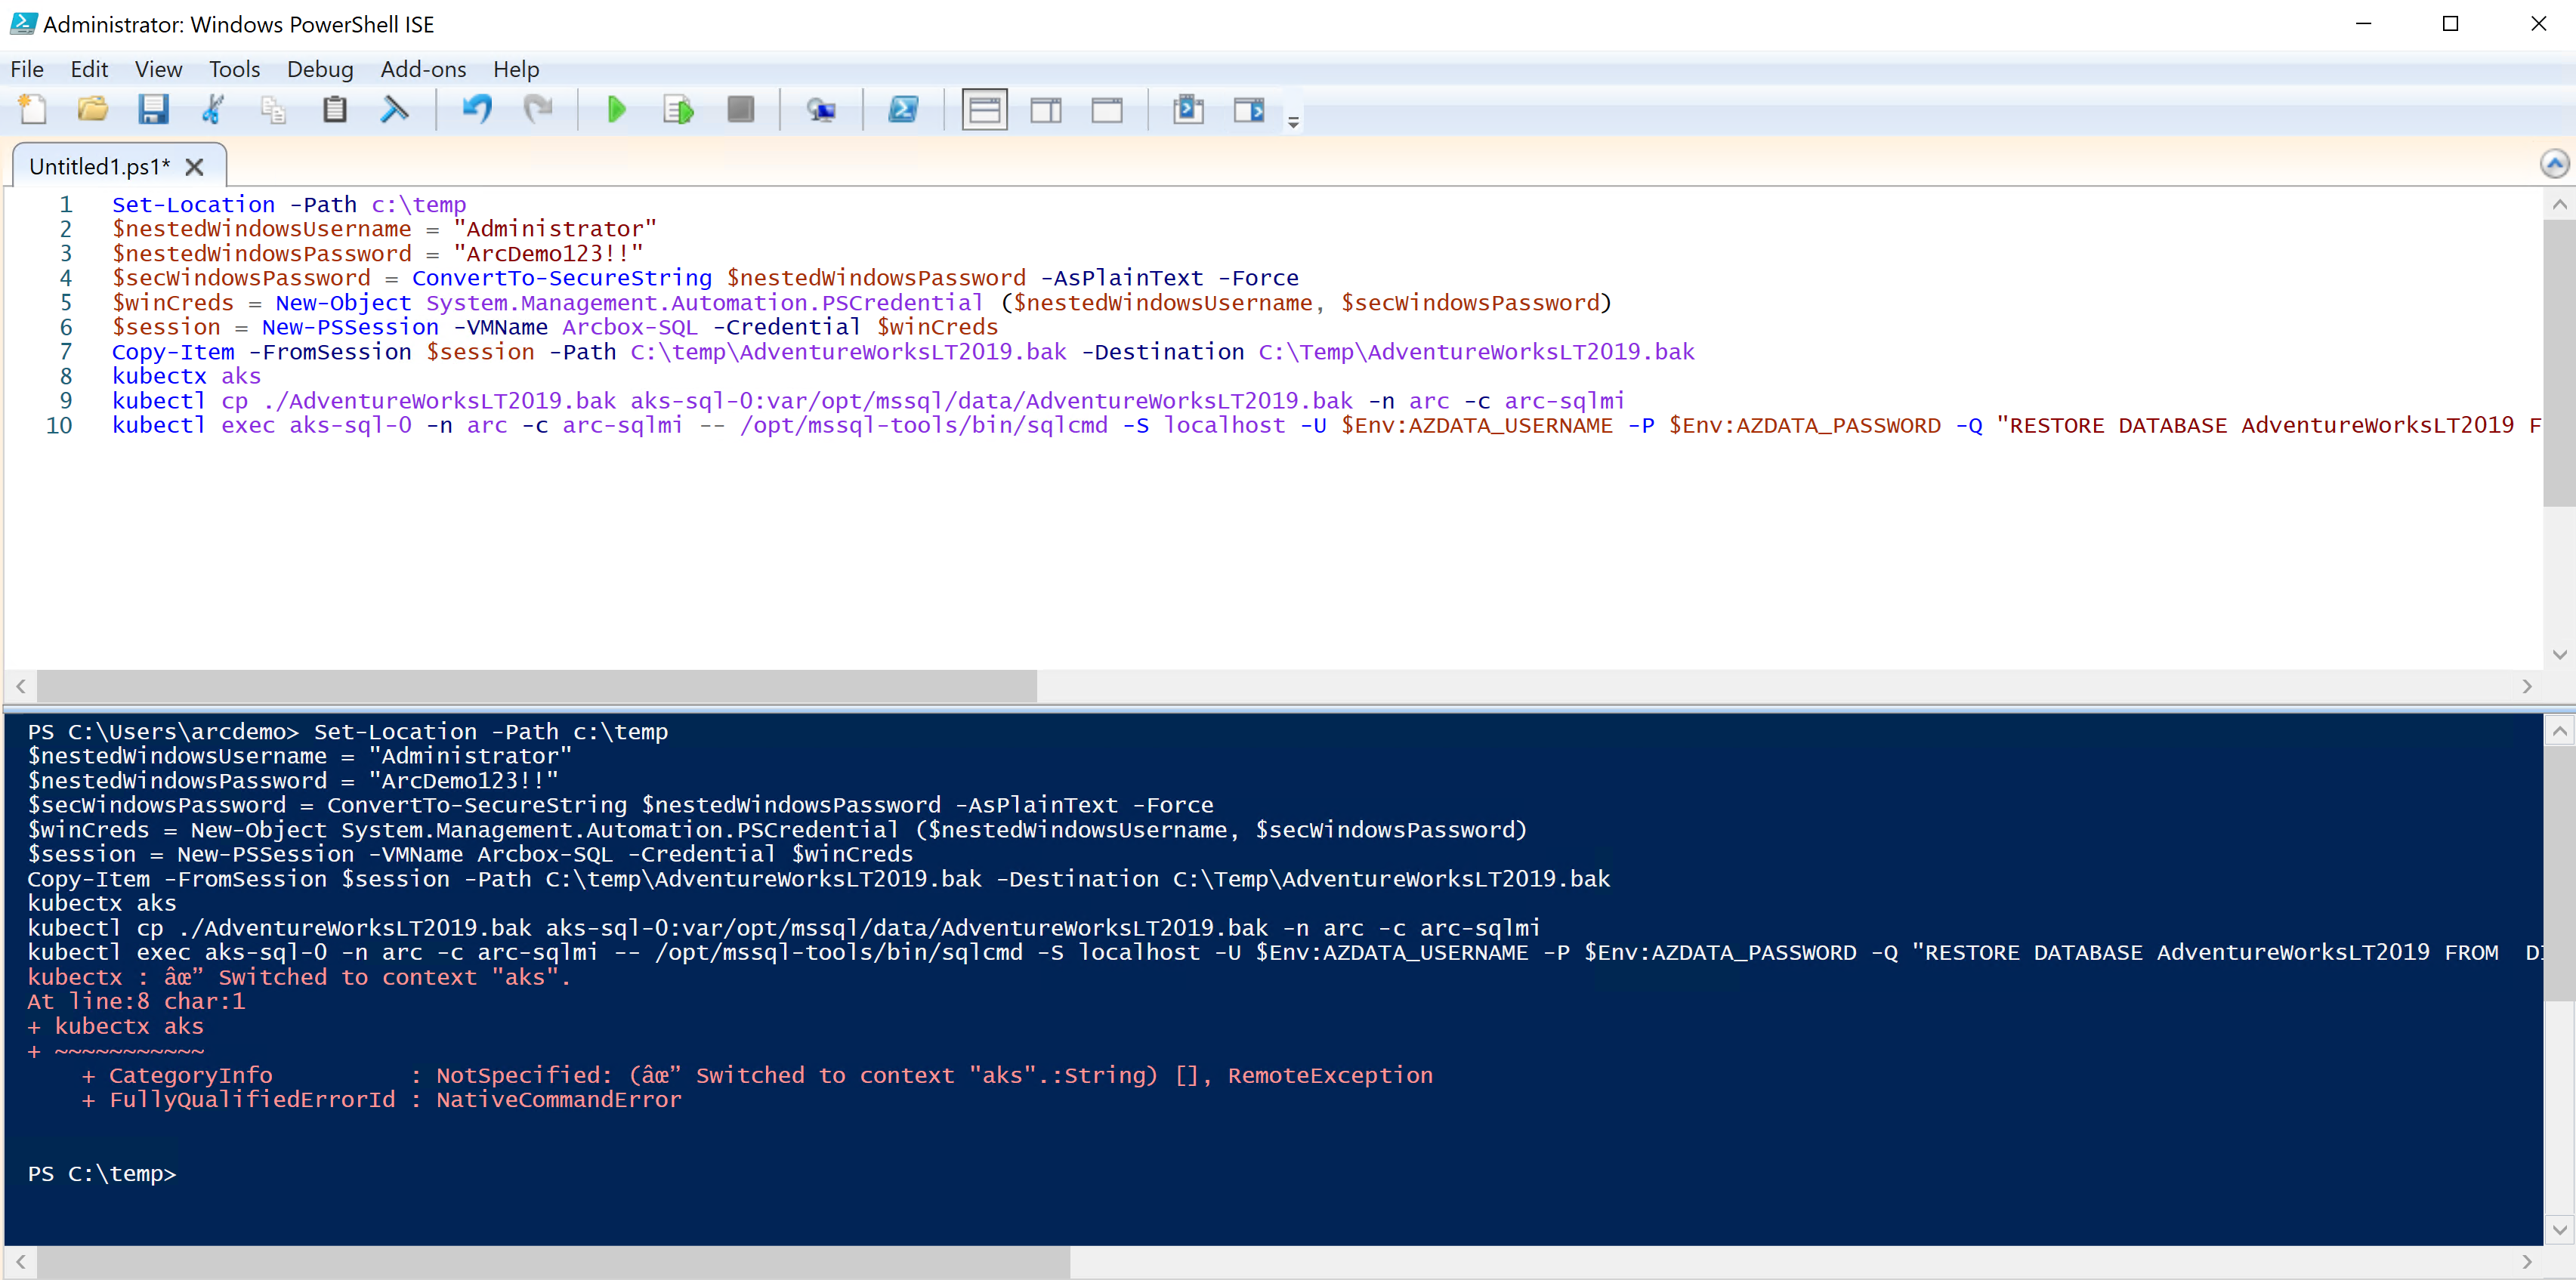 Administrator: Windows PowerShell ISE
File Edit View Tools Debug Add-ons Help
Untitled1.ps1*
1 Set-Location -Path c:\temp
2 $nestedWindowsUsername = "Administrator"
3 $nestedWindowsPassword = "ArcDemo123!!"
4 $secWindowsPassword = ConvertTo-SecureString $nestedWindowsPassword -AsPlainText -Force
5 $winCreds = New-Object System.Management.Automation.PSCredential ($nestedWindowsUsername, $secWindowsPassword)
6 $session = New-PSSession -VMName Arcbox-SQL -Credential $winCreds
7 Copy-Item -FromSession $session -Path C:\temp\AdventureWorksLT2019.bak -Destination C:\Temp\AdventureWorksLT2019.bak
8 kubectx aks
9 kubectl cp ./AdventureWorksLT2019.bak aks-sql-0:var/opt/mssql/data/AdventureWorksLT2019.bak -n arc -c arc-sqlmi
10 kubectl exec aks-sql-0 -n arc -c arc-sqlmi -- /opt/mssql-tools/bin/sqlcmd -S localhost -U $Env:AZDATA_USERNAME -P $Env:AZDATA_PASSWORD -Q "RESTORE DATABASE AdventureWorksLT2019 F
PS C:\Users\arcdemo> Set-Location -Path c:\temp
$nestedWindowsUsername = "Administrator"
$nestedWindowsPassword = "ArcDemo123!!"
$secWindowsPassword = ConvertTo-SecureString $nestedWindowsPassword -AsPlainText -Force
$winCreds = New-Object System.Management.Automation.PSCredential ($nestedWindowsUsername, $secWindowsPassword)
$session = New-PSSession -VMName Arcbox-SQL -Credential $winCreds
Copy-Item -FromSession $session -Path C:\temp\AdventureWorksLT2019.bak -Destination C:\Temp\AdventureWorksLT2019.bak
kubectx aks
kubectl cp ./AdventureWorksLT2019.bak aks-sql-0:var/opt/mssql/data/AdventureWorksLT2019.bak -n arc -c arc-sqlmi
kubectl exec aks-sql-0 -n arc -c arc-sqlmi -- /opt/mssql-tools/bin/sqlcmd -S localhost -U $Env:AZDATA_USERNAME -P $Env:AZDATA_PASSWORD -Q "RESTORE DATABASE AdventureWorksLT2019 FROM  D
kubectx : âœ” Switched to context "aks".
At line:8 char:1
+ kubectx aks
+ ~~~~~~~~~~~
    + CategoryInfo          : NotSpecified: (âœ” Switched to context "aks".:String) [], RemoteException
    + FullyQualifiedErrorId : NativeCommandError
PS C:\temp>